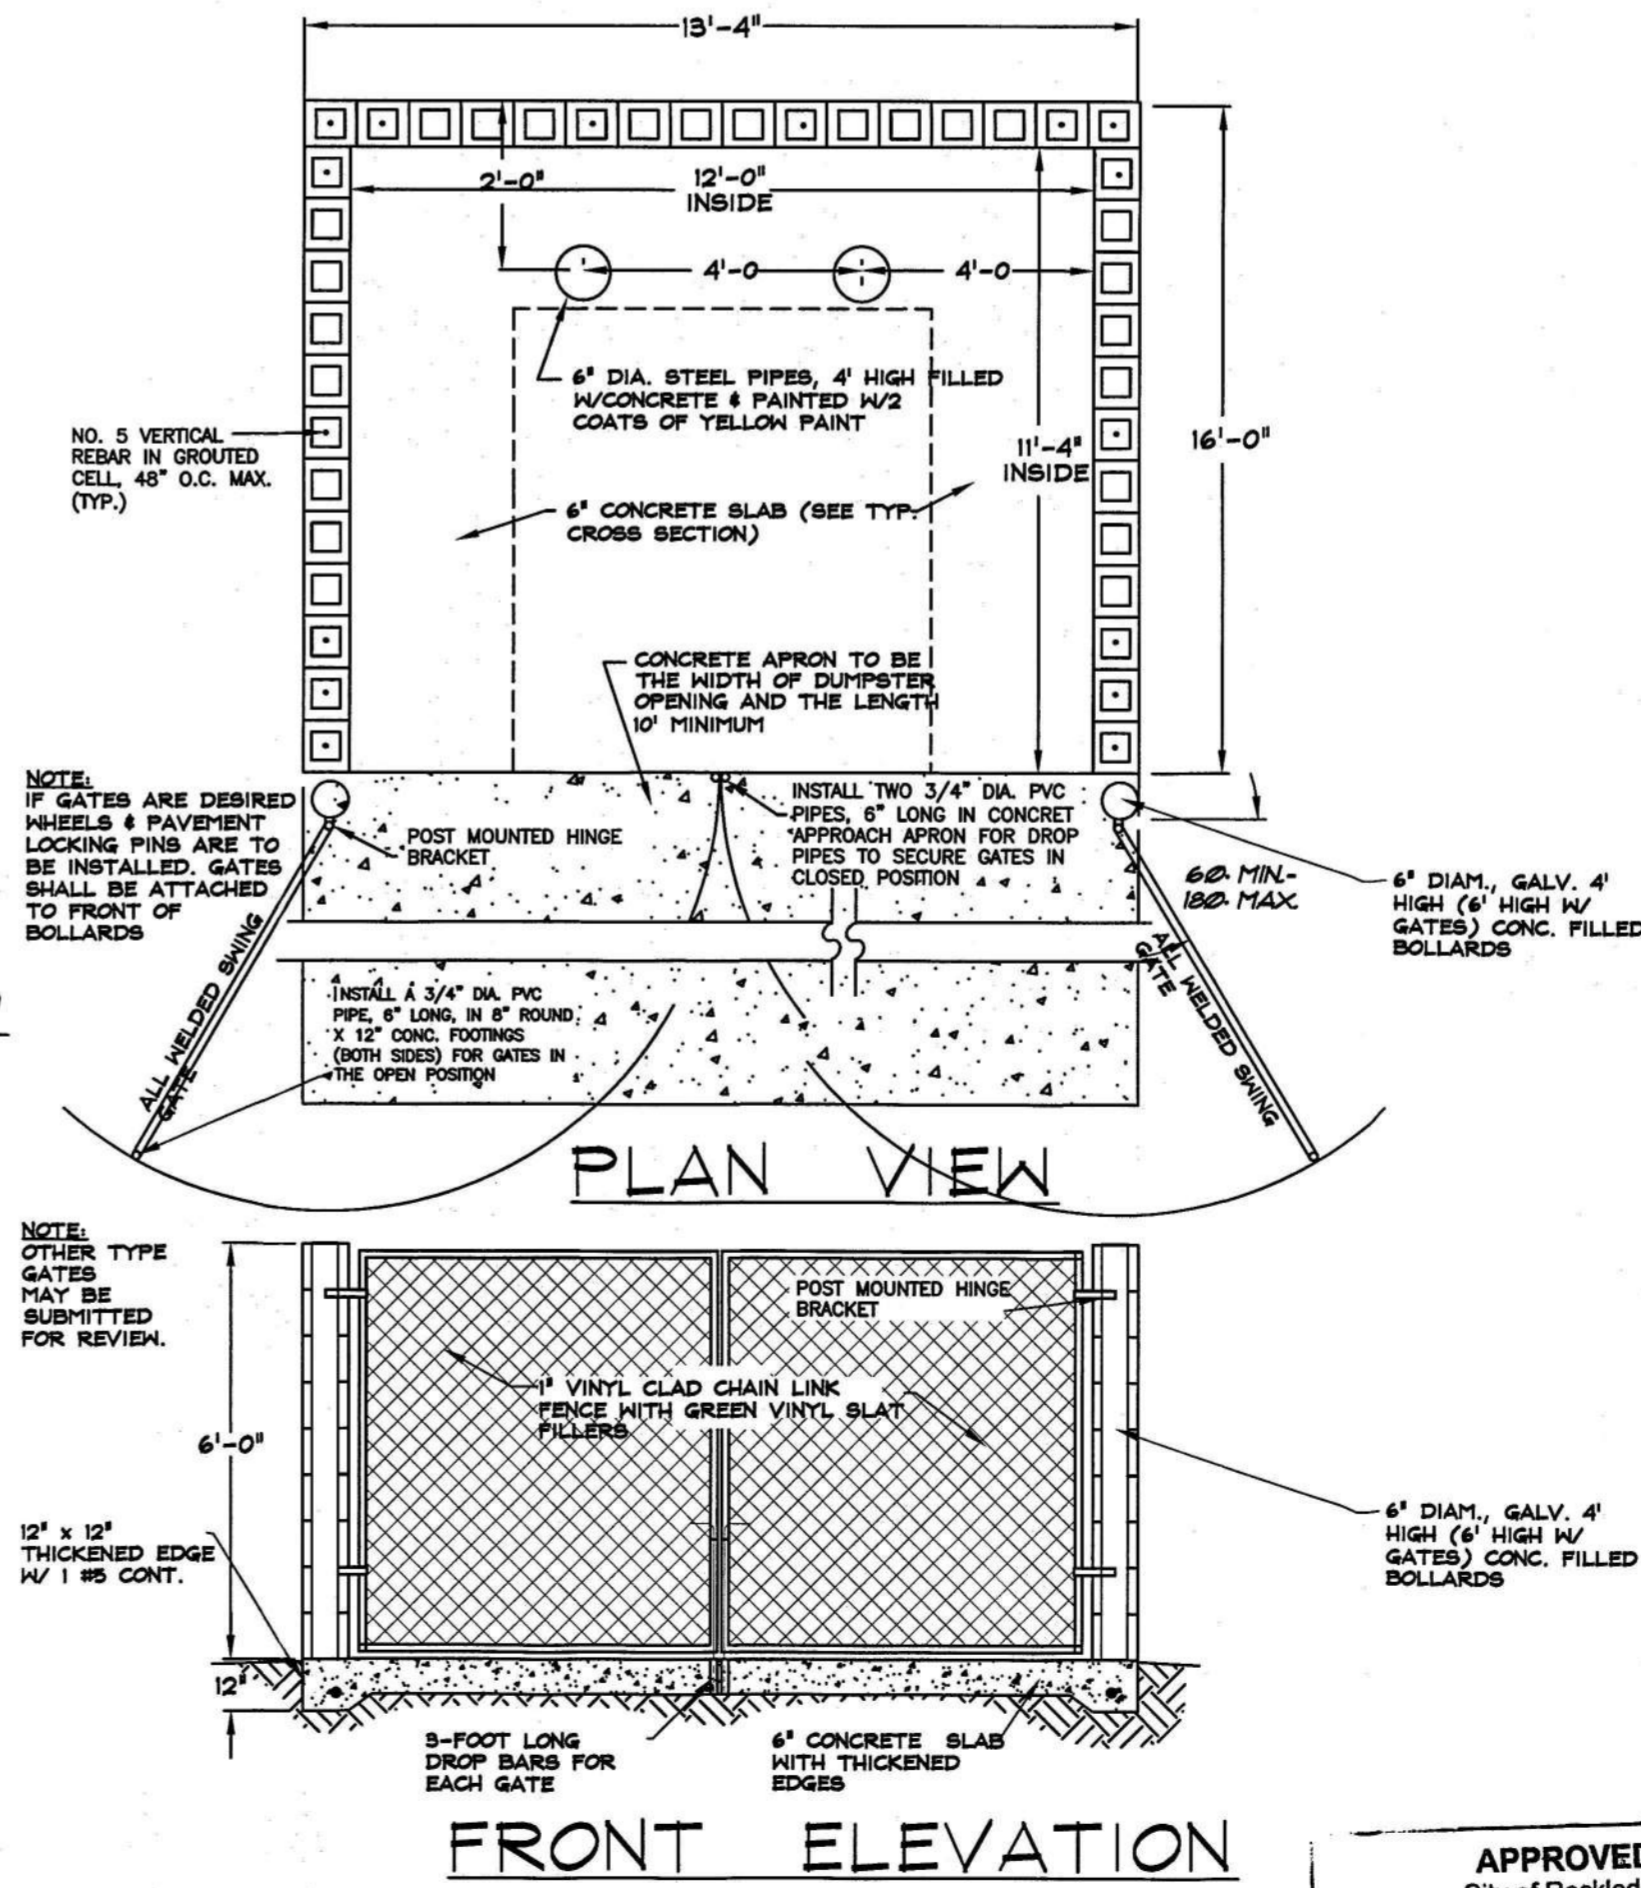 13'-4"
2'-0"
12'-0"
INSIDE
4'-0
4'-0
6" DIA. STEEL PIPES, 4' HIGH FILLED
W/CONCRETE & PAINTED W/2
COATS OF YELLOW PAINT
NO. 5 VERTICAL
REBAR IN GROUTED
CELL, 48" O.C. MAX.
(TYP.)
11'-4"
INSIDE
16'-0"
6" CONCRETE SLAB (SEE TYP.
CROSS SECTION)
CONCRETE APRON TO BE
THE WIDTH OF DUMPSTER
OPENING AND THE LENGTH
10' MINIMUM
NOTE:
IF GATES ARE DESIRED
WHEELS & PAVEMENT
LOCKING PINS ARE TO
BE INSTALLED. GATES
SHALL BE ATTACHED
TO FRONT OF
BOLLARDS
POST MOUNTED HINGE
BRACKET
INSTALL TWO 3/4" DIA. PVC
PIPES, 6" LONG IN CONCRET
APPROACH APRON FOR DROP
PIPES TO SECURE GATES IN
CLOSED POSITION
60. MIN.-
180. MAX.
6" DIAM., GALV. 4'
HIGH (6' HIGH W/
GATES) CONC. FILLED
BOLLARDS
ALL WELDED SWING
GATE
ALL WELDED SWING
GATE
INSTALL A 3/4" DIA. PVC
PIPE, 6" LONG, IN 8" ROUND
X 12" CONC. FOOTINGS
(BOTH SIDES) FOR GATES IN
THE OPEN POSITION
PLAN VIEW
NOTE:
OTHER TYPE
GATES
MAY BE
SUBMITTED
FOR REVIEW.
POST MOUNTED HINGE
BRACKET
1" VINYL CLAD CHAIN LINK
FENCE WITH GREEN VINYL SLAT
FILLERS
6'-0"
12" x 12"
THICKENED EDGE
W/ 1 #5 CONT.
6" DIAM., GALV. 4'
HIGH (6' HIGH W/
GATES) CONC. FILLED
BOLLARDS
12"
3-FOOT LONG
DROP BARS FOR
EACH GATE
6" CONCRETE SLAB
WITH THICKENED
EDGES
FRONT ELEVATION
APPROVED